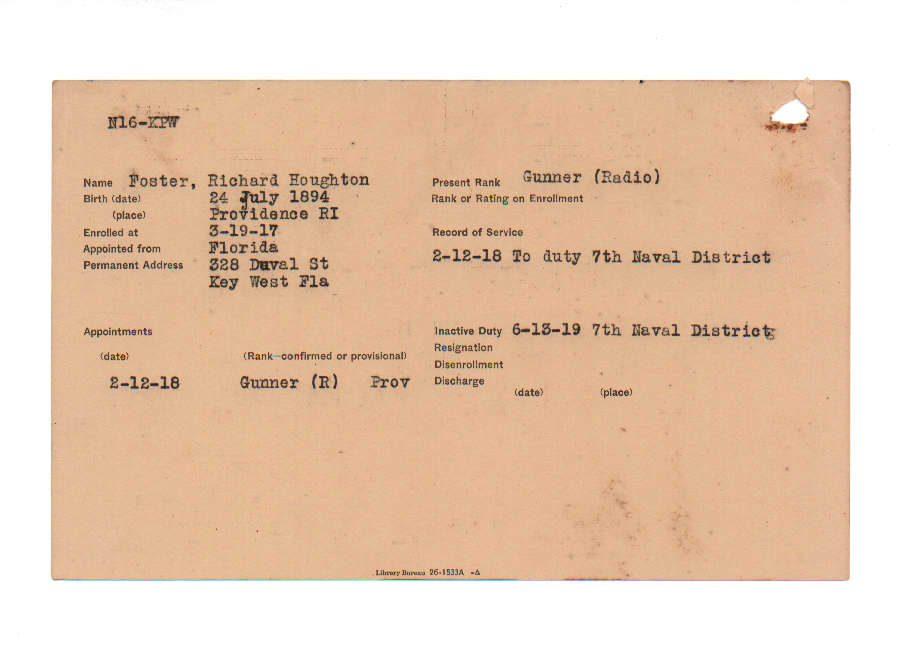 N16-KPW
Name Foster, Richard Houghton
Birth (date) 24 July 1894
(place) Providence RI
Enrolled at 3-19-17
Appointed from Florida
Permanent Address 328 Duval St
Key West Fla
Present Rank Gunner (Radio)
Rank or Rating on Enrollment
Record of Service
2-12-18 To duty 7th Naval District
Appointments
(date) (Rank—confirmed or provisional)
2-12-18 Gunner (R) Prov
Inactive Duty 6-13-19 7th Naval District
Resignation
Disenrollment
Discharge
(date) (place)
Library Bureau 26-1533A -A